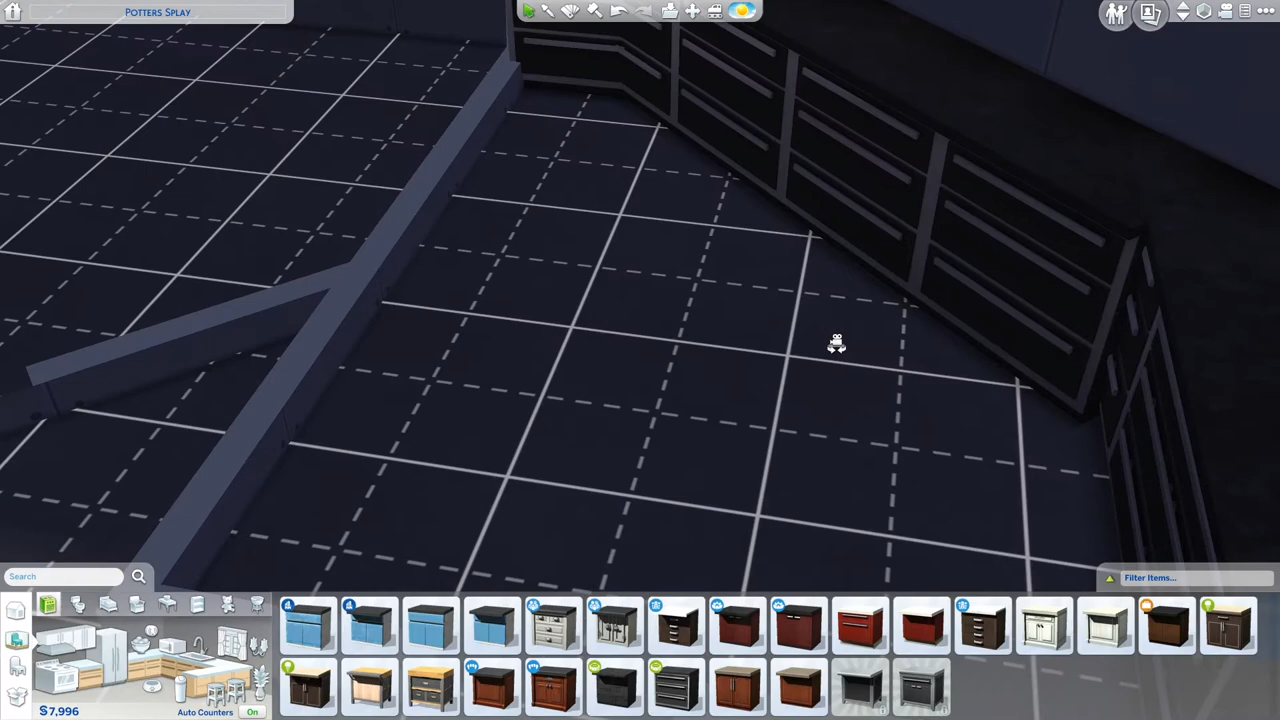 Potters Splay
Search
Filter Items...
§7,996
Auto Counters On